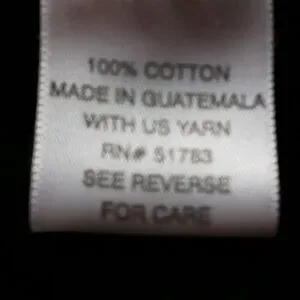 100% COTTON
MADE IN GUATEMALA
WITH US YARN
RN# 51783
SEE REVERSE
FOR CARE